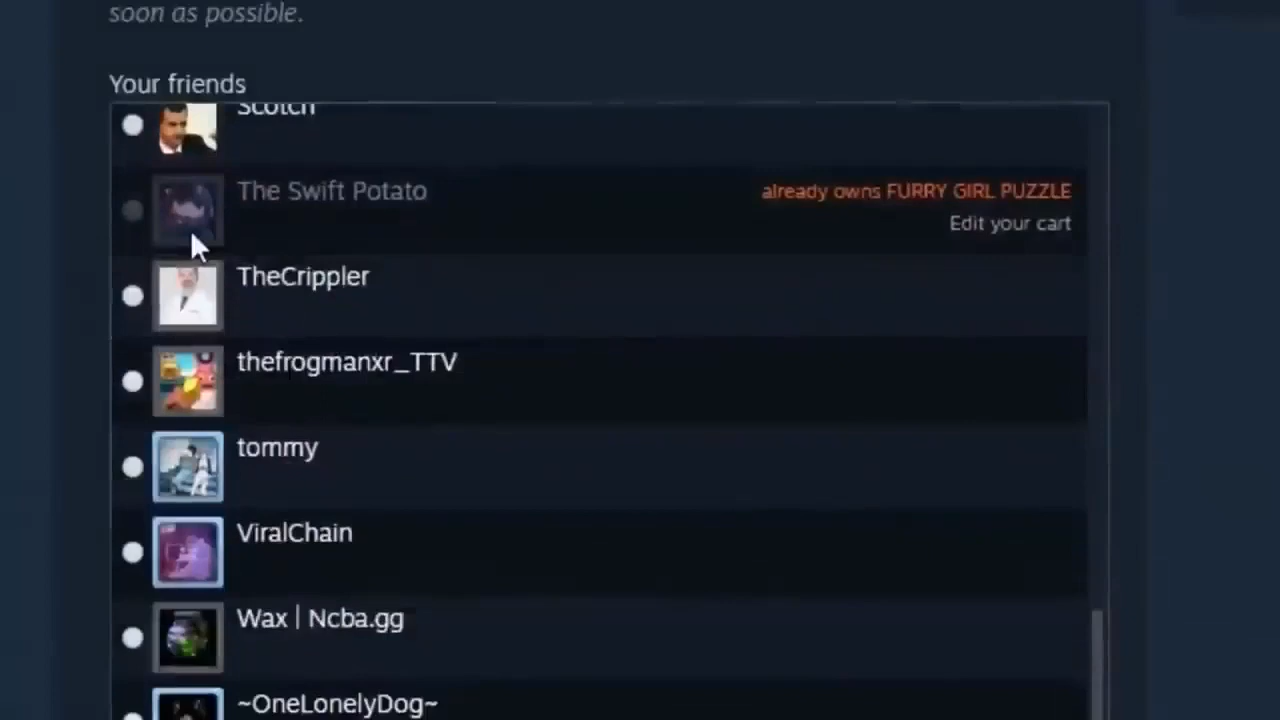 soon as possible.
Your friends
Scotch
The Swift Potato
already owns FURRY GIRL PUZZLE
Edit your cart
TheCrippler
thefrogmanxr_TTV
tommy
ViralChain
Wax | Ncba.gg
~OneLonelyDog~